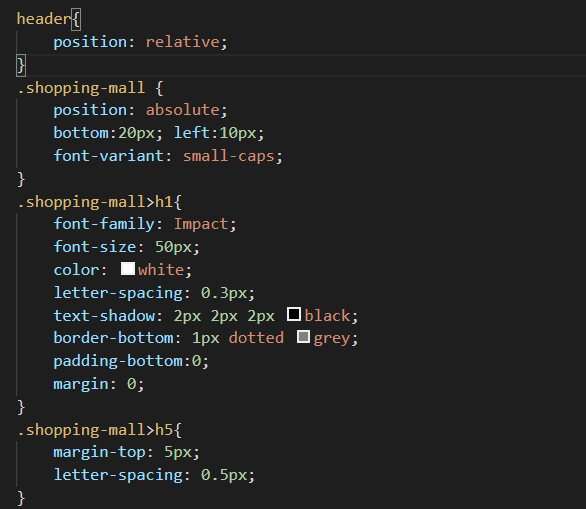 header{
    position: relative;
}
.shopping-mall {
    position: absolute;
    bottom:20px; left:10px;
    font-variant: small-caps;
}
.shopping-mall>h1{
    font-family: Impact;
    font-size: 50px;
    color: white;
    letter-spacing: 0.3px;
    text-shadow: 2px 2px 2px black;
    border-bottom: 1px dotted grey;
    padding-bottom:0;
    margin: 0;
}
.shopping-mall>h5{
    margin-top: 5px;
    letter-spacing: 0.5px;
}